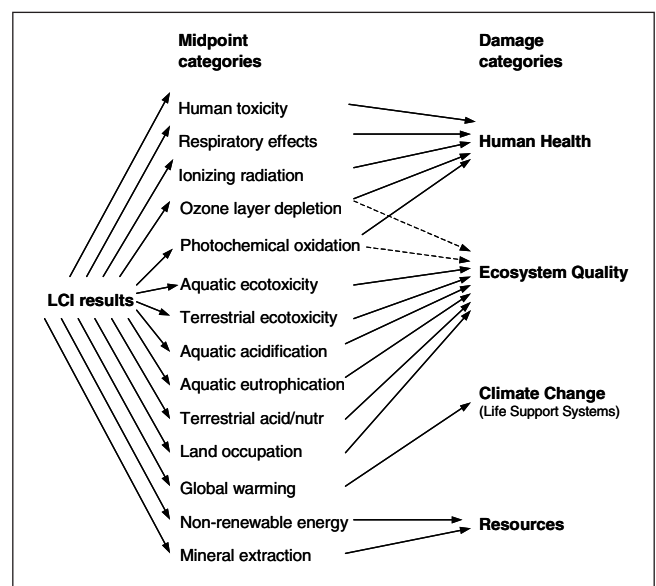 Midpoint
categories
Damage
categories
Human toxicity
Respiratory effects
Human Health
Ionizing radiation
Ozone layer depletion
Photochemical oxidation
Ecosystem Quality
Aquatic ecotoxicity
LCI results
Terrestrial ecotoxicity
Aquatic acidification
Aquatic eutrophication
Climate Change
(Life Support Systems)
Terrestrial acid/nutr
Land occupation
Global warming
Non-renewable energy
Resources
Mineral extraction